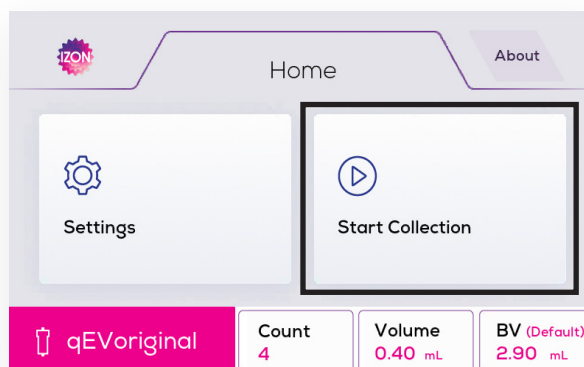 IZON
Home
About
Settings
Start Collection
qEVoriginal
Count
4
Volume
0.40 mL
BV (Default)
2.90 mL